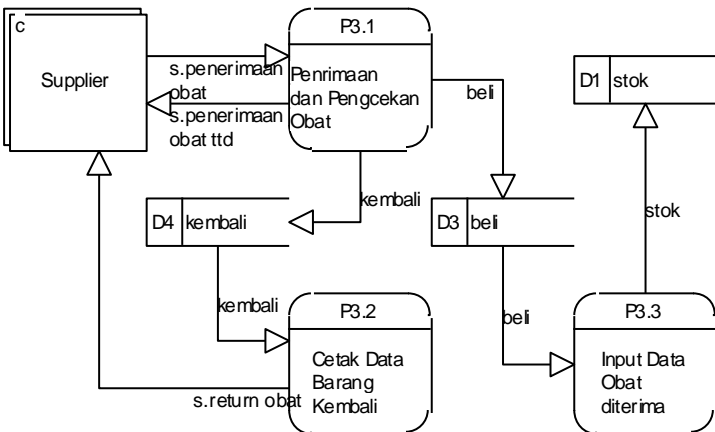 c
Supplier
s.penerimaan
obat
s.penerimaan
obat ttd
P3.1
Penrimaan
dan Pengcekan
Obat
beli
D1 stok
kembali
D4 kembali
D3 beli
stok
kembali
beli
P3.2
Cetak Data
Barang
Kembali
s.return obat
P3.3
Input Data
Obat
diterima